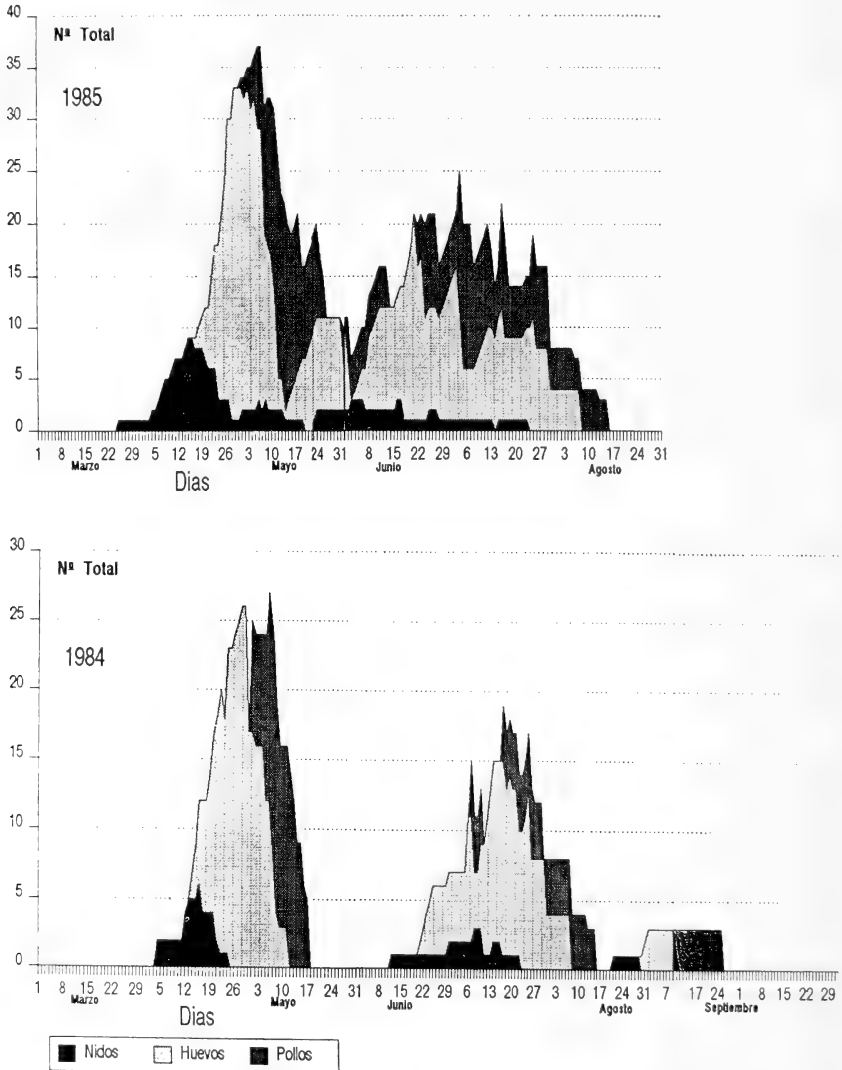 40
Nº Total
35
1985
30
25
20
15
10
5
0
1 8 15 22 29 5 12 19 26 3 10 17 24 31 8 15 22 29 6 13 20 27 3 10 17 24 31
Marzo Mayo Junio Agosto
Dias
30
Nº Total
25
1984
20
15
10
5
0
1 8 15 22 29 5 12 19 26 3 10 17 24 31 8 15 22 29 6 13 20 27 3 10 17 24 31 7 17 24 1 8 15 22 29
Marzo Mayo Junio Agosto Septiembre
Dias
Nidos Huevos Pollos